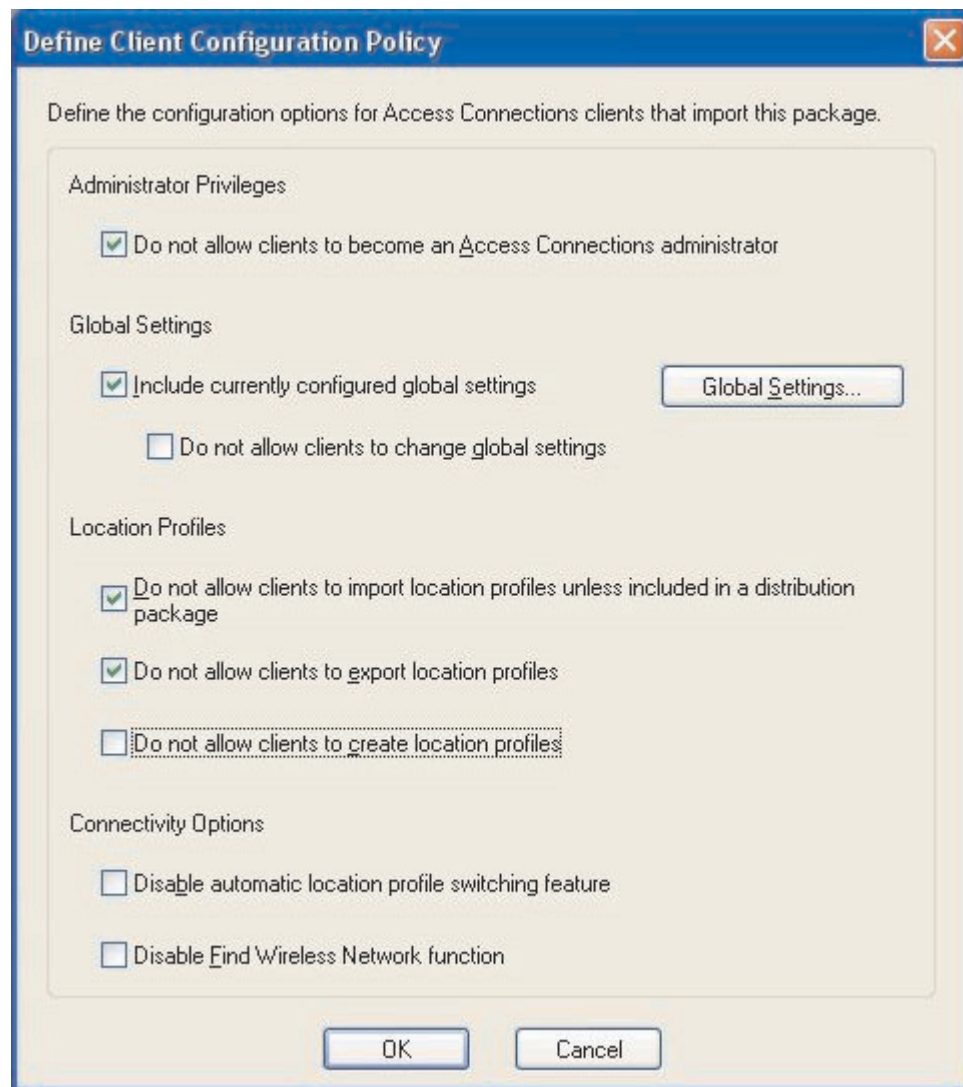 Define Client Configuration Policy
Define the configuration options for Access Connections clients that import this package.
Administrator Privileges
Do not allow clients to become an Access Connections administrator
Global Settings
Include currently configured global settings
Global Settings...
Do not allow clients to change global settings
Location Profiles
Do not allow clients to import location profiles unless included in a distribution
package
Do not allow clients to export location profiles
Do not allow clients to create location profiles
Connectivity Options
Disable automatic location profile switching feature
Disable Find Wireless Network function
OK
Cancel